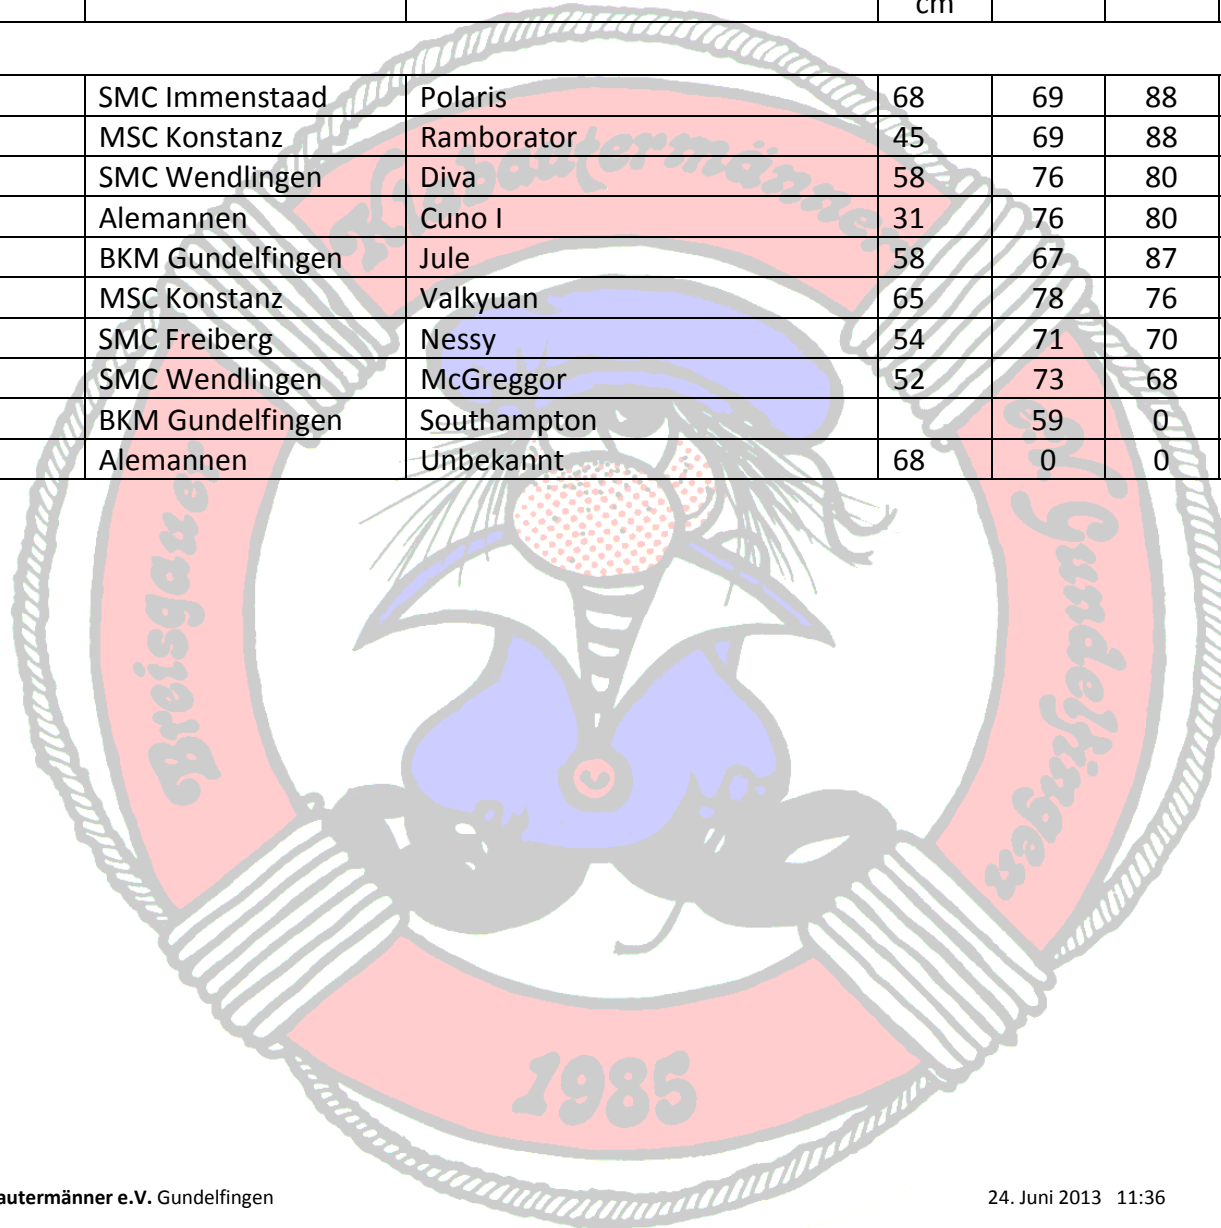 cm
SMC Immenstaad Polaris 68 69 88
MSC Konstanz Ramborator 45 69 88
SMC Wendlingen Diva 58 76 80
Alemannen Cuno I 31 76 80
BKM Gundelfingen Jule 58 67 87
MSC Konstanz Valkyuan 65 78 76
SMC Freiberg Nessy 54 71 70
SMC Wendlingen McGreggor 52 73 68
BKM Gundelfingen Southampton 59 0
Alemannen Unbekannt 68 0 0
Klabautermänner
Breisgauer
e.V. Gundelfingen
1985
autermänner e.V. Gundelfingen 24. Juni 2013 11:36